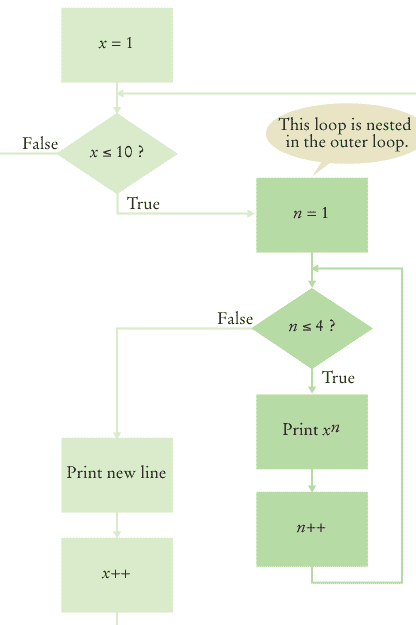 x = 1
This loop is nested
in the outer loop.
False
x ≤ 10 ?
True
n = 1
False
n ≤ 4 ?
True
Print xⁿ
Print new line
n++
x++